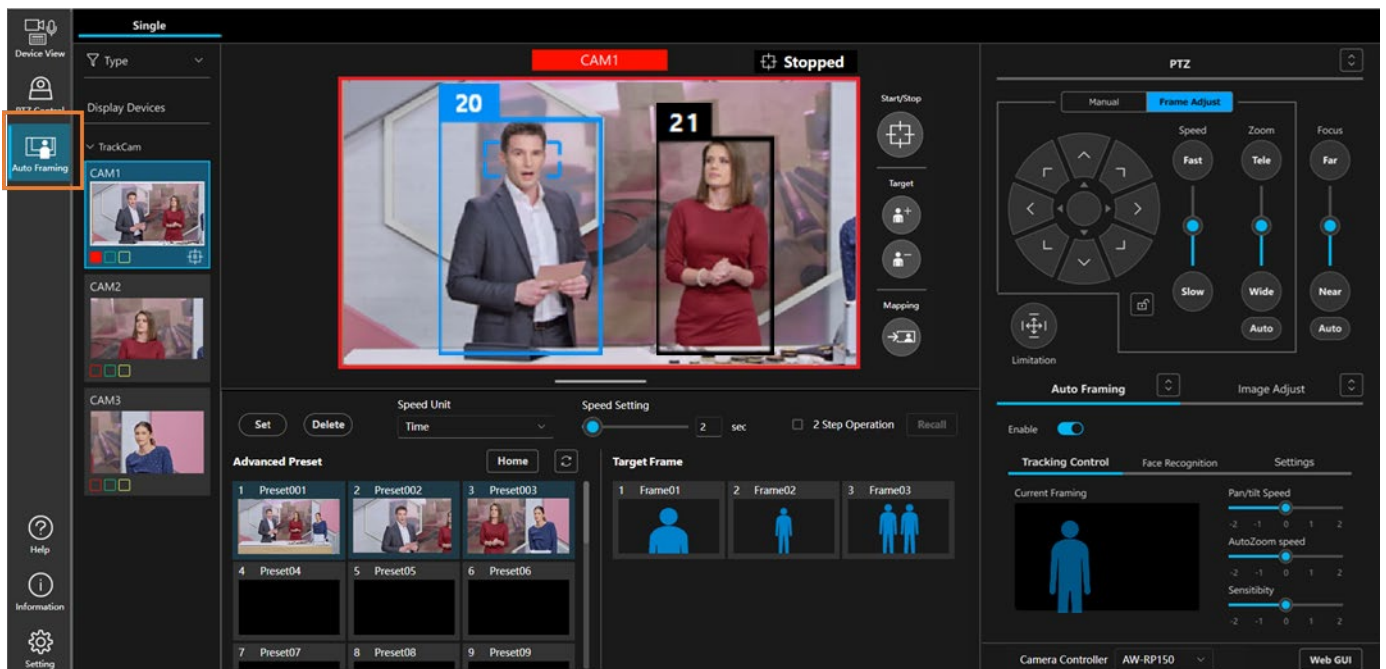 Device View
PTZ Control
Auto Framing
Help
Information
Setting
Single
Type
Display Devices
TrackCam
CAM1
CAM2
CAM3
CAM1
Stopped
20
21
Start/Stop
Target
Mapping
Set
Delete
Speed Unit
Time
Speed Setting
2 sec
2 Step Operation
Recall
Advanced Preset
Home
1 Preset001
2 Preset002
3 Preset003
4 Preset04
5 Preset05
6 Preset06
7 Preset07
8 Preset08
9 Preset09
Target Frame
1 Frame01
2 Frame02
3 Frame03
PTZ
Manual
Frame Adjust
Speed
Zoom
Focus
Fast
Tele
Far
Slow
Wide
Near
Auto
Auto
Limitation
Auto Framing
Image Adjust
Enable
Tracking Control
Face Recognition
Settings
Current Framing
Pan/tilt Speed
-2 -1 0 1 2
AutoZoom speed
-2 -1 0 1 2
Sensitibity
-2 -1 0 1 2
Camera Controller
AW-RP150
Web GUI